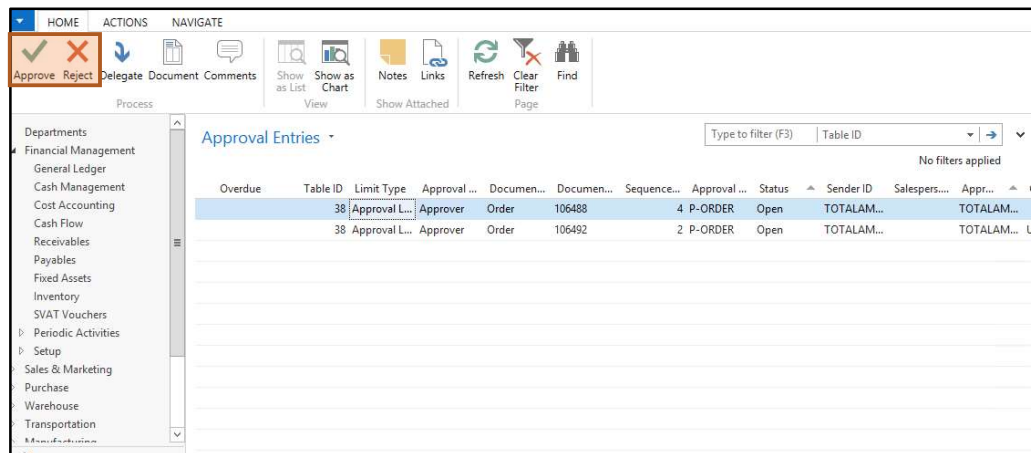 HOME ACTIONS NAVIGATE
Approve Reject Delegate Document Comments Show as List Show as Chart Notes Links Refresh Clear Filter Find
Process View Show Attached Page
Departments
Financial Management
General Ledger
Cash Management
Cost Accounting
Cash Flow
Receivables
Payables
Fixed Assets
Inventory
SVAT Vouchers
Periodic Activities
Setup
Sales & Marketing
Purchase
Warehouse
Transportation
Manufacturing
Approval Entries
Type to filter (F3) Table ID
No filters applied
Overdue Table ID Limit Type Approval ... Documen... Documen... Sequence... Approval ... Status Sender ID Salespers.... Appr...
38 Approval L... Approver Order 106488 4 P-ORDER Open TOTALAM... TOTALAM...
38 Approval L... Approver Order 106492 2 P-ORDER Open TOTALAM... TOTALAM...